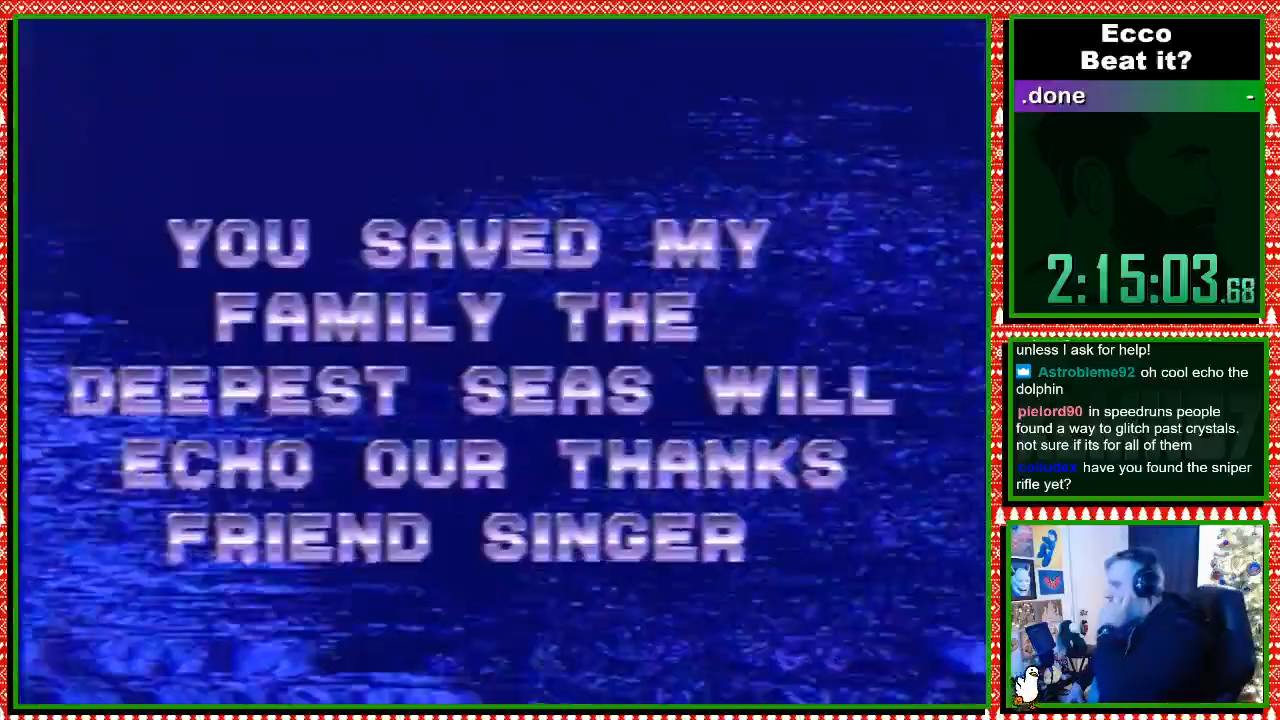 YOU SAVED MY
FAMILY THE
DEEPEST SEAS WILL
ECHO OUR THANKS
FRIEND SINGER
Ecco
Beat it?
.done -
2:15:03.68
unless I ask for help!
Astrobleme92 oh cool echo the
dolphin
pielord90 in speedruns people
found a way to glitch past crystals.
not sure if its for all of them
have you found the sniper
rifle yet?